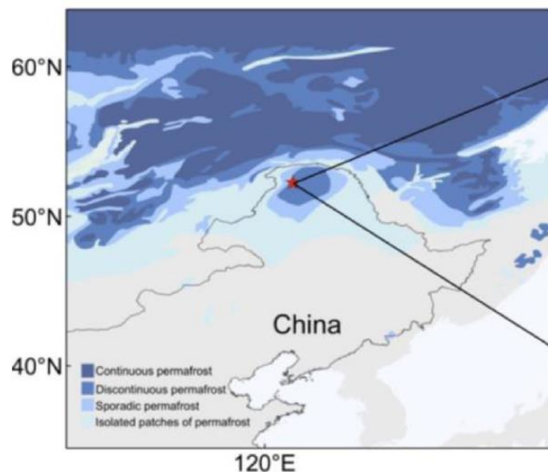 60°N
50°N
China
40°N
Continuous permafrost
Discontinuous permafrost
Sporadic permafrost
Isolated patches of permafrost
120°E